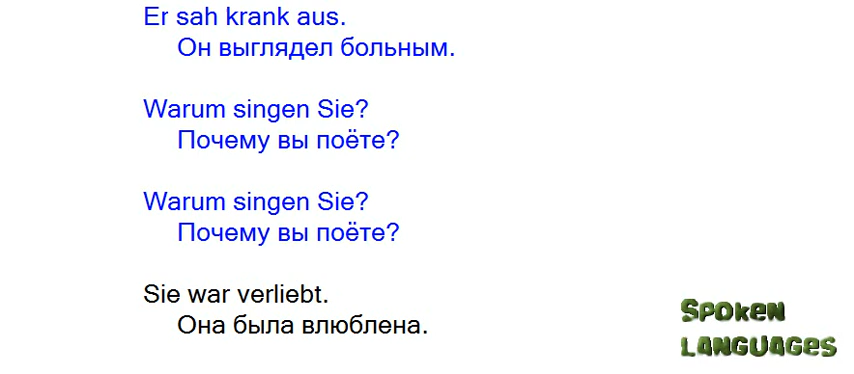 Er sah krank aus.
Он выглядел больным.
Warum singen Sie?
Почему вы поёте?
Warum singen Sie?
Почему вы поёте?
Sie war verliebt.
Она была влюблена.
SPOKEN
LANGUAGES